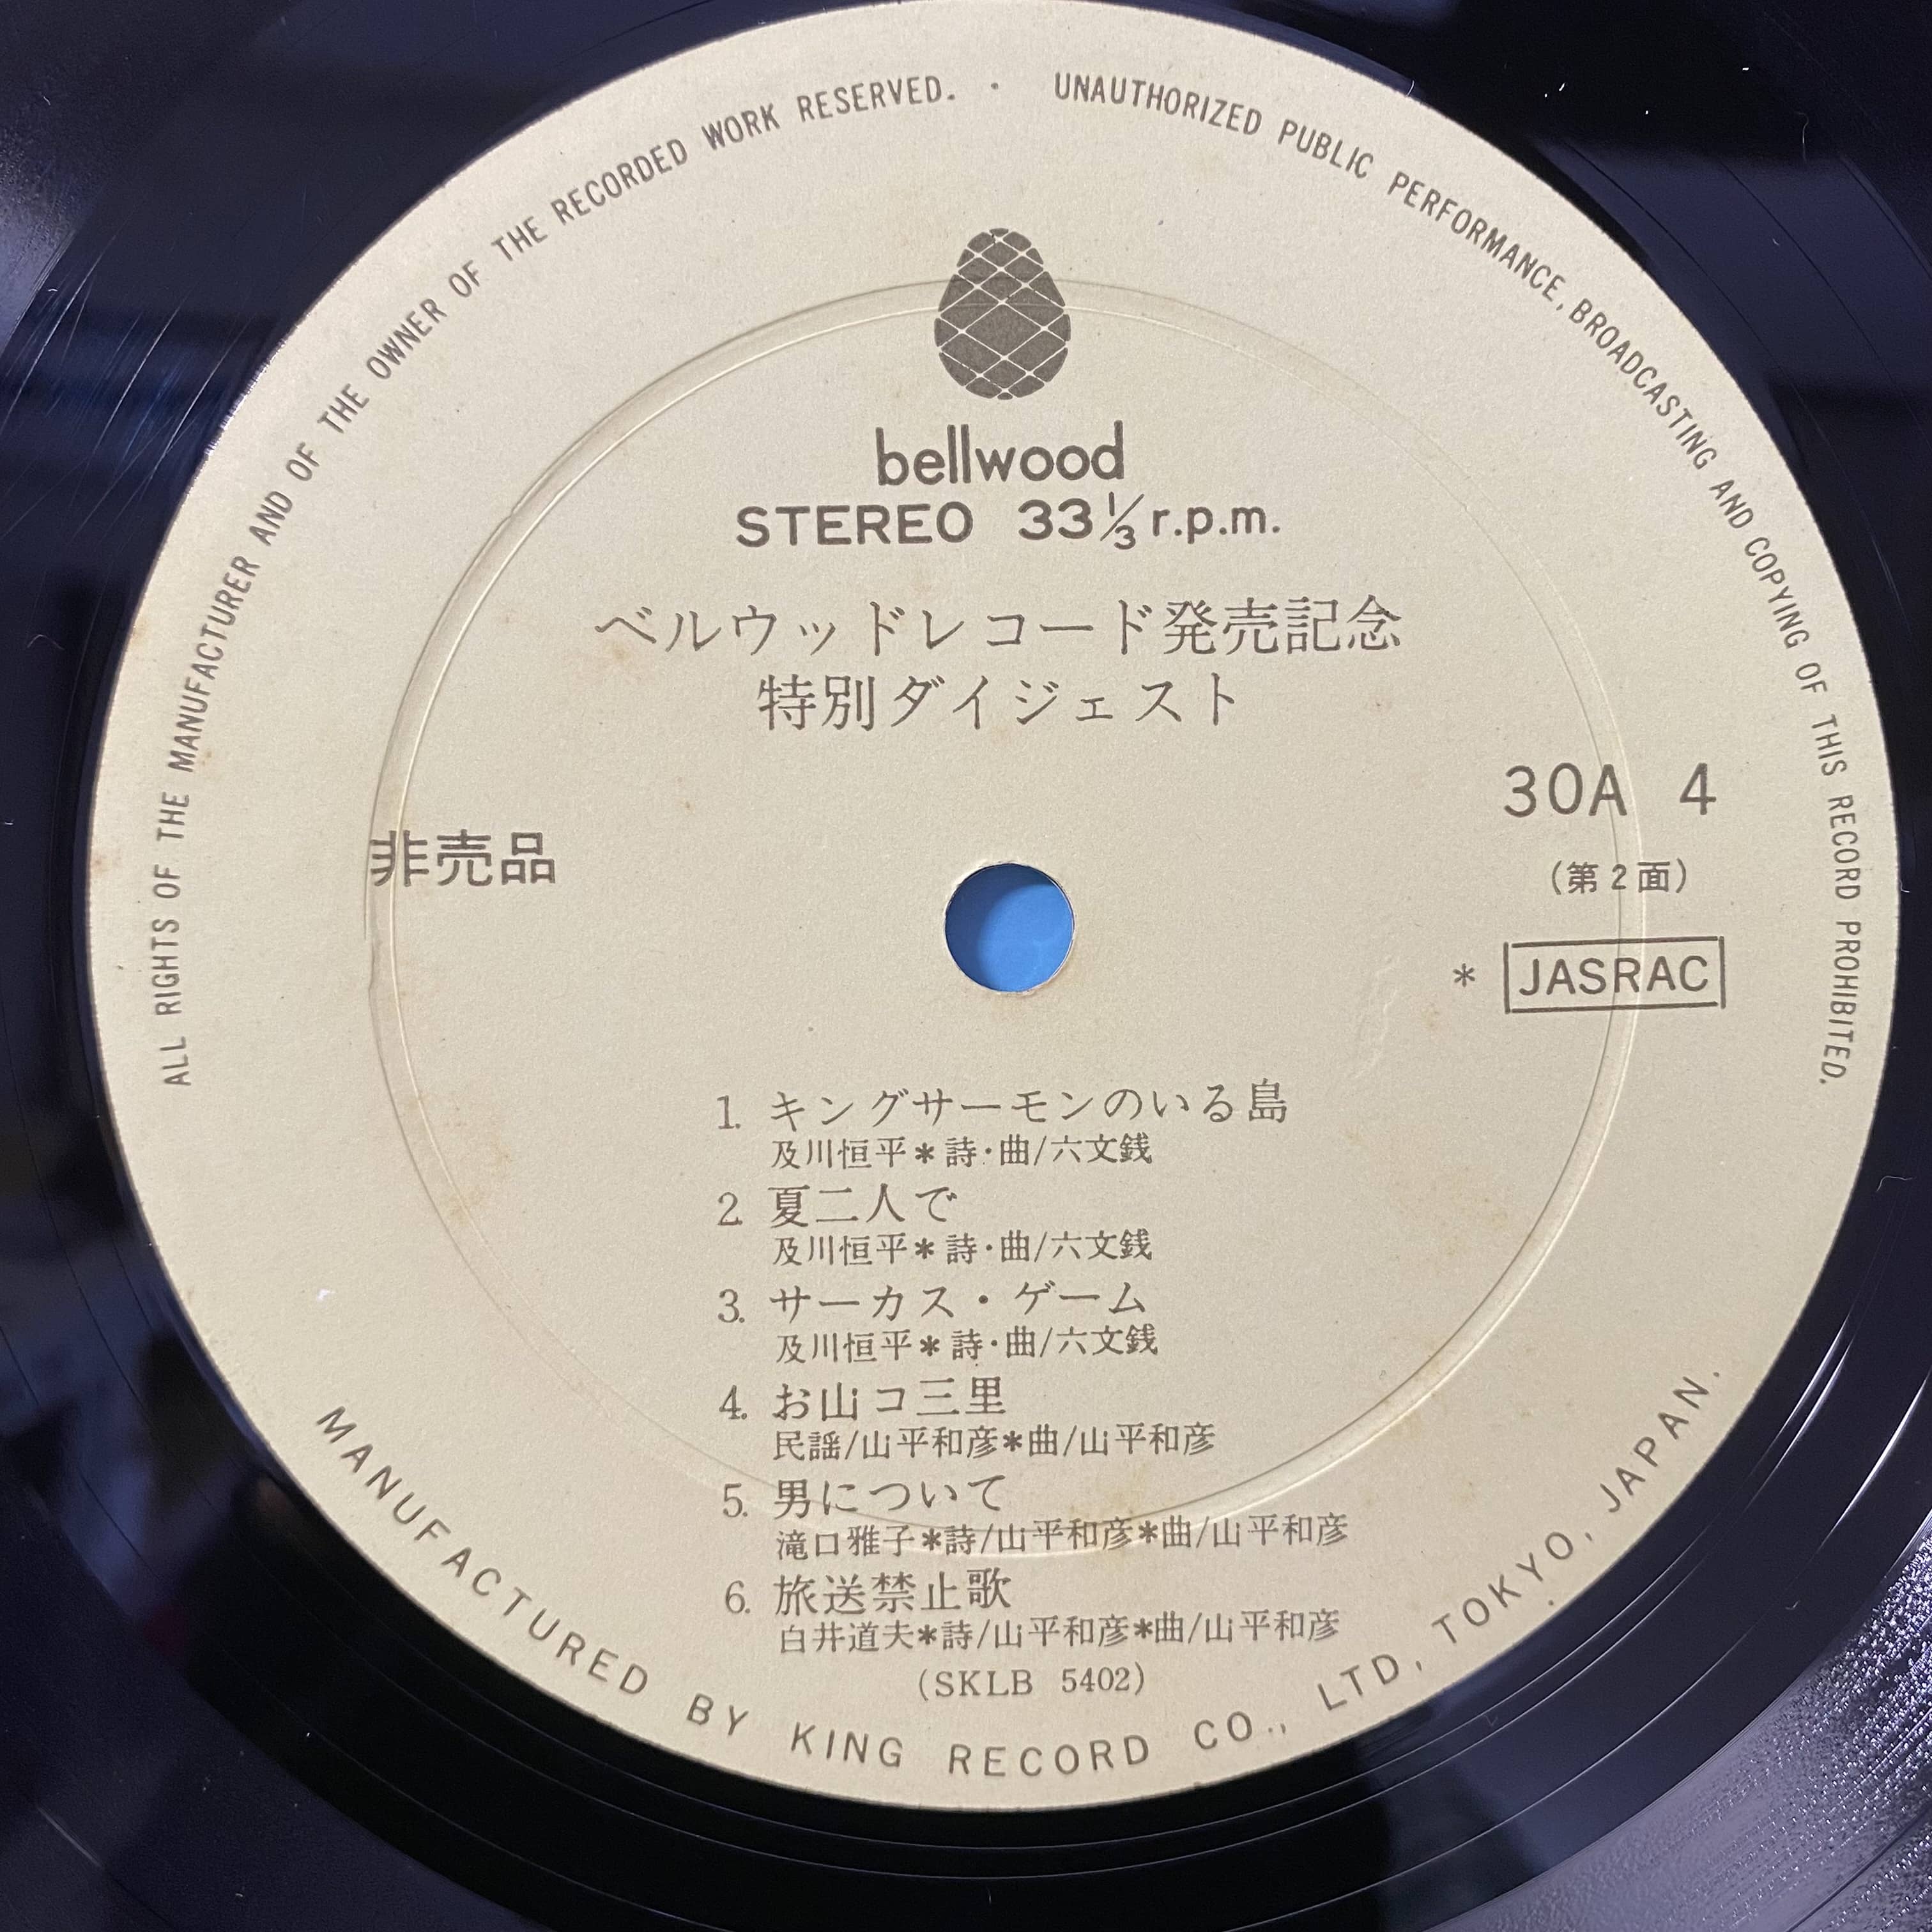 ALL RIGHTS OF THE MANUFACTURER AND OF THE OWNER OF THE RECORDED WORK RESERVED. · UNAUTHORIZED PUBLIC PERFORMANCE, BROADCASTING AND COPYING OF THIS RECORD PROHIBITED.
bellwood
STEREO 33⅓ r.p.m.
ベルウッドレコード発売記念
特別ダイジェスト
30A 4
非売品
(第2面)
* JASRAC
1. キングサーモンのいる島
及川恒平*詩・曲/六文銭
2. 夏二人で
及川恒平*詩・曲/六文銭
3. サーカス・ゲーム
及川恒平*詩・曲/六文銭
4. お山コ三里
民謡/山平和彦*曲/山平和彦
5. 男について
滝口雅子*詩/山平和彦*曲/山平和彦
6. 旅送禁止歌
白井道夫*詩/山平和彦*曲/山平和彦
(SKLB 5402)
MANUFACTURED BY KING RECORD CO., LTD, TOKYO, JAPAN.